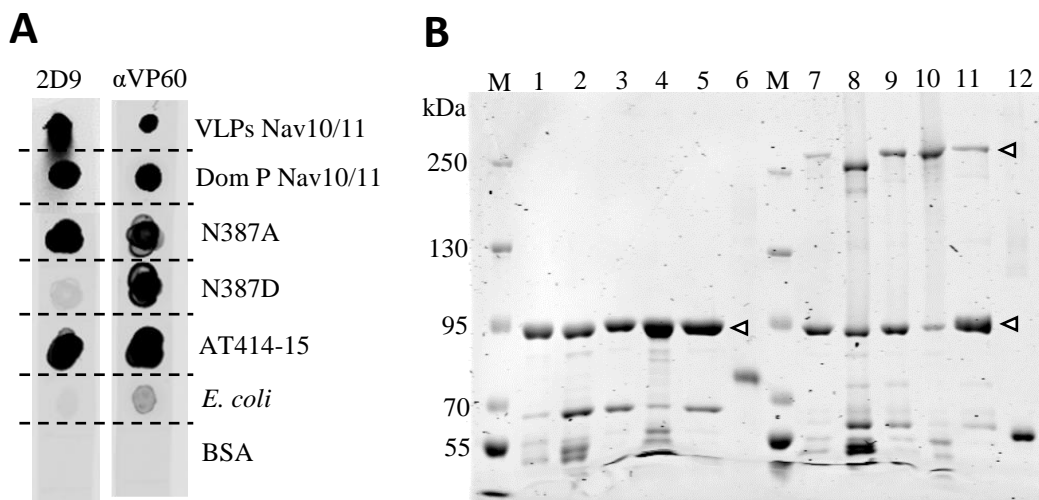 A
2D9 αVP60
VLPs Nav10/11
Dom P Nav10/11
N387A
N387D
AT414-15
E. coli
BSA
B
M 1 2 3 4 5 6 M 7 8 9 10 11 12
kDa
250
130
95
70
55